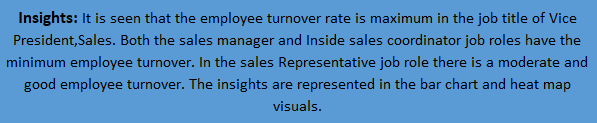 Insights: It is seen that the employee turnover rate is maximum in the job title of Vice
President,Sales. Both the sales manager and Inside sales coordinator job roles have the
minimum employee turnover. In the sales Representative job role there is a moderate and
good employee turnover. The insights are represented in the bar chart and heat map
visuals.